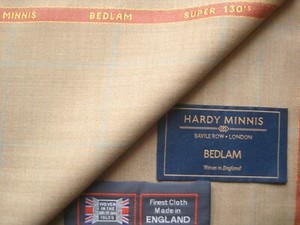 MINNIS BEDLAM SUPER 130's
HARDY MINNIS
SAVILE ROW • LONDON
BEDLAM
Woven in England
WOVEN
IN THE
BRITISH
ISLES
Finest Cloth
Made in
ENGLAND